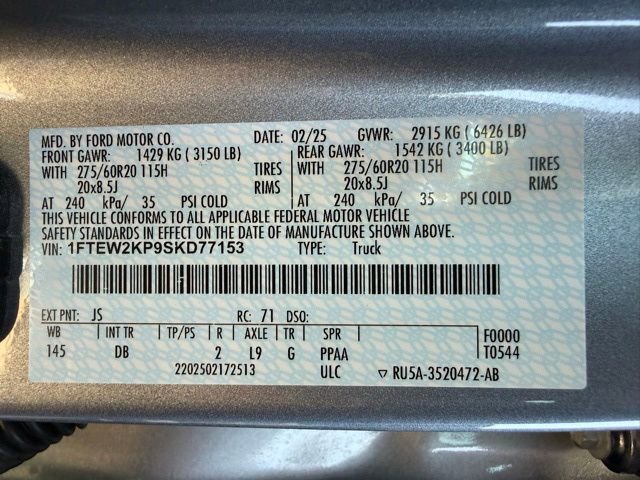 MFD. BY FORD MOTOR CO. DATE: 02/25 GVWR: 2915 KG ( 6426 LB)
FRONT GAWR: 1429 KG ( 3150 LB) REAR GAWR: 1542 KG ( 3400 LB)
WITH 275/60R20 115H TIRES WITH 275/60R20 115H TIRES
20x8.5J RIMS 20x8.5J RIMS
AT 240 kPa/ 35 PSI COLD AT 240 kPa/ 35 PSI COLD
THIS VEHICLE CONFORMS TO ALL APPLICABLE FEDERAL MOTOR VEHICLE
SAFETY STANDARDS IN EFFECT ON THE DATE OF MANUFACTURE SHOWN ABOVE.
VIN: 1FTEW2KP9SKD77153 TYPE: Truck
EXT PNT: JS RC: 71 DSO:
WB INT TR TP/PS R AXLE TR SPR F0000
145 DB 2 L9 G PPAA T0544
2202502172513 ULC ▽ RU5A-3520472-AB